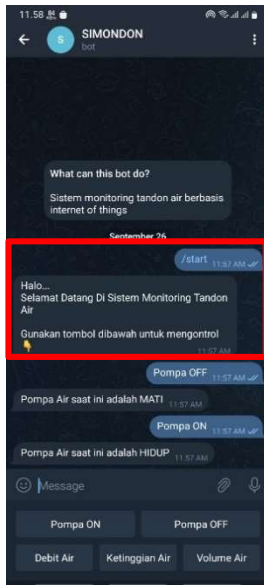 11.58
SIMONDON
bot
What can this bot do?
Sistem monitoring tandon air berbasis
internet of things
September 26
/start 11:57 AM
Halo...
Selamat Datang Di Sistem Monitoring Tandon
Air
Gunakan tombol dibawah untuk mengontrol
👇
11:57 AM
Pompa OFF 11:57 AM
Pompa Air saat ini adalah MATI 11:57 AM
Pompa ON 11:57 AM
Pompa Air saat ini adalah HIDUP 11:57 AM
Message
Pompa ON Pompa OFF
Debit Air Ketinggian Air Volume Air